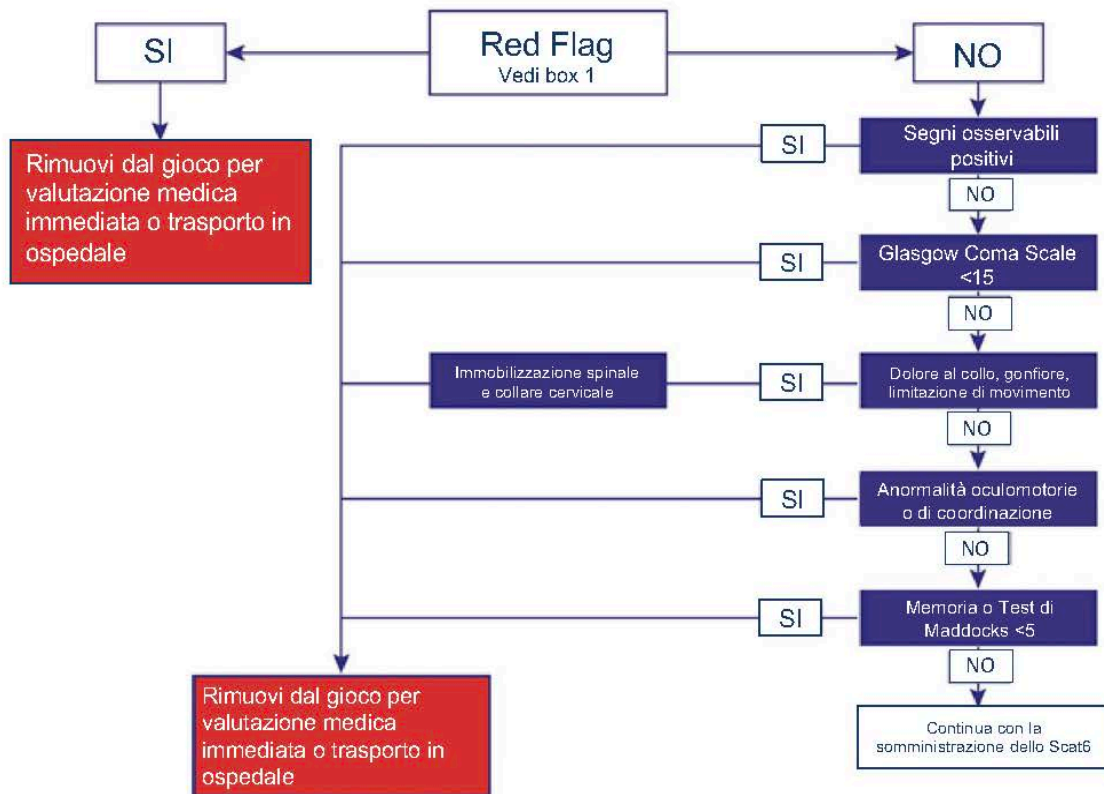 SI
Red Flag
Vedi box 1
NO
Rimuovi dal gioco per
valutazione medica
immediata o trasporto in
ospedale
SI
Segni osservabili
positivi
NO
SI
Glasgow Coma Scale
<15
NO
Immobilizzazione spinale
e collare cervicale
SI
Dolore al collo, gonfiore,
limitazione di movimento
NO
SI
Anormalità oculomotorie
o di coordinazione
NO
SI
Memoria o Test di
Maddocks <5
NO
Rimuovi dal gioco per
valutazione medica
immediata o trasporto in
ospedale
Continua con la
somministrazione dello Scat6